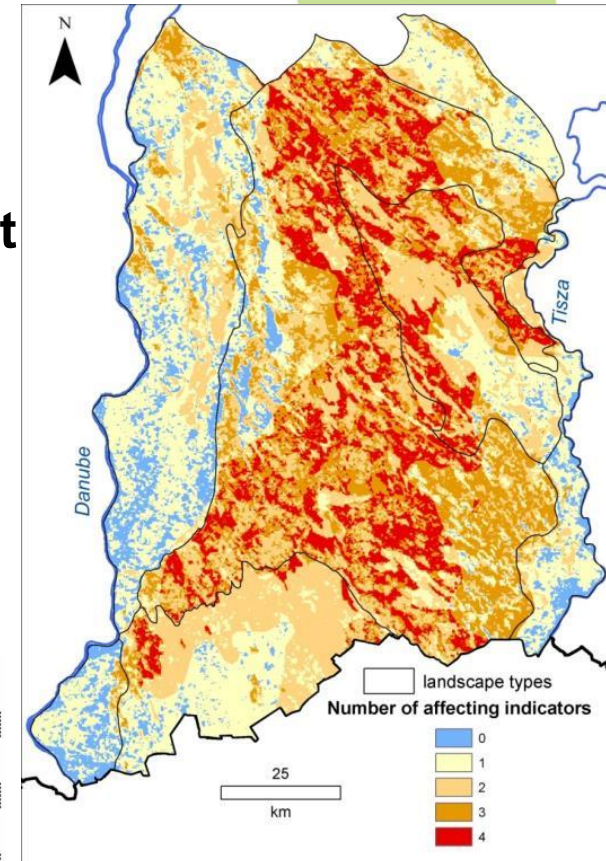 N
t
Danube
Tisza
landscape types
Number of affecting indicators
0
1
2
3
4
25
km